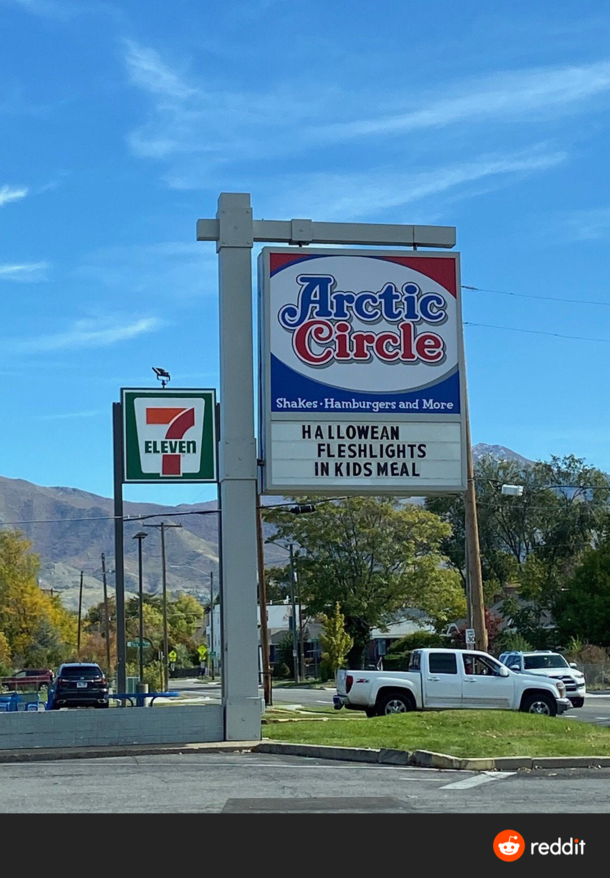 Arctic
Circle
Shakes · Hamburgers and More
HALLOWEAN
FLESHLIGHTS
IN KIDS MEAL
7
ELEVEN
reddit